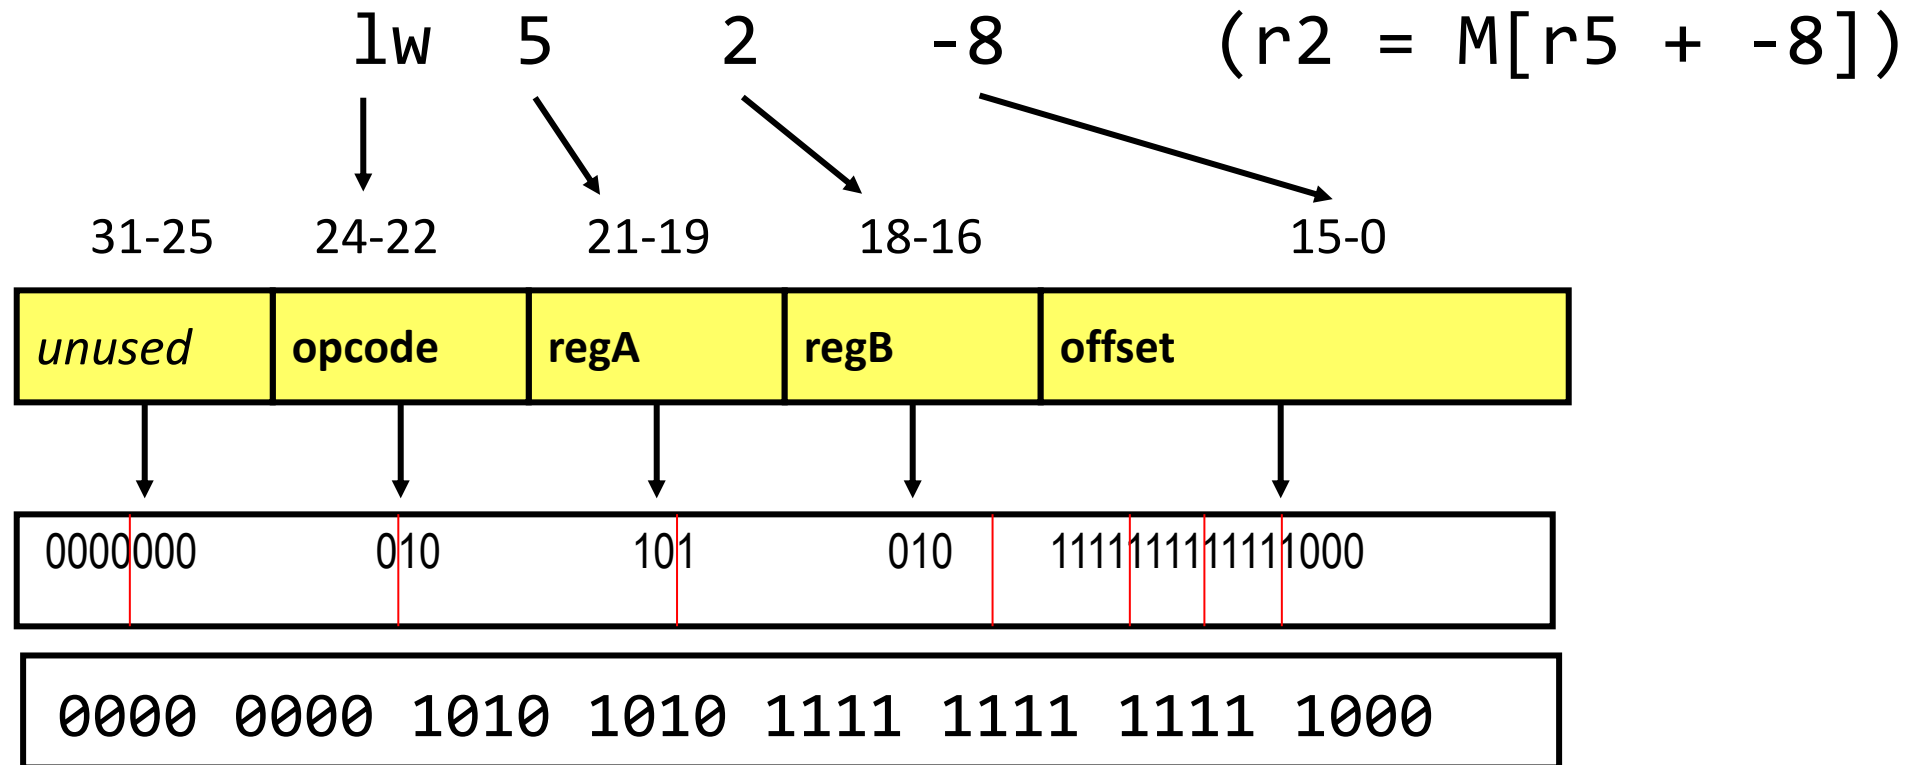 lw 5 2 -8 (r2 = M[r5 + -8])
31-25 24-22 21-19 18-16 15-0
unused opcode regA regB offset
0000000 010 101 010 1111111111111000
0000 0000 1010 1010 1111 1111 1111 1000